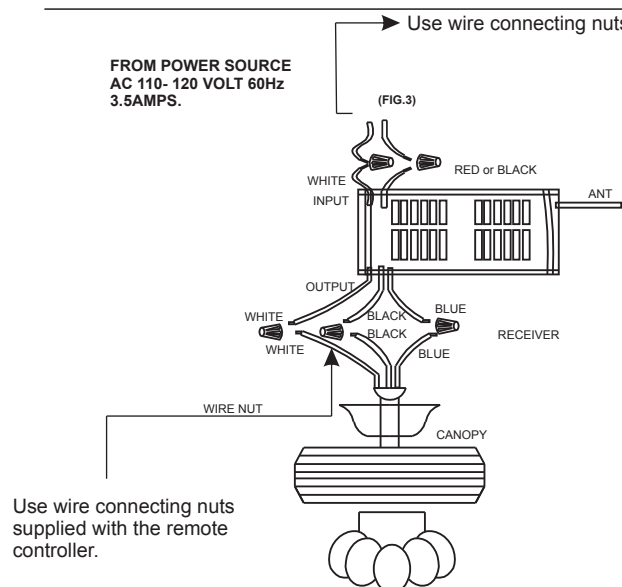 Use wire connecting nuts
FROM POWER SOURCE
AC 110- 120 VOLT 60Hz
3.5AMPS.
(FIG.3)
RED or BLACK
WHITE
INPUT
ANT
OUTPUT
WHITE
BLACK
BLUE
BLACK
RECEIVER
WHITE
BLUE
WIRE NUT
CANOPY
Use wire connecting nuts
supplied with the remote
controller.